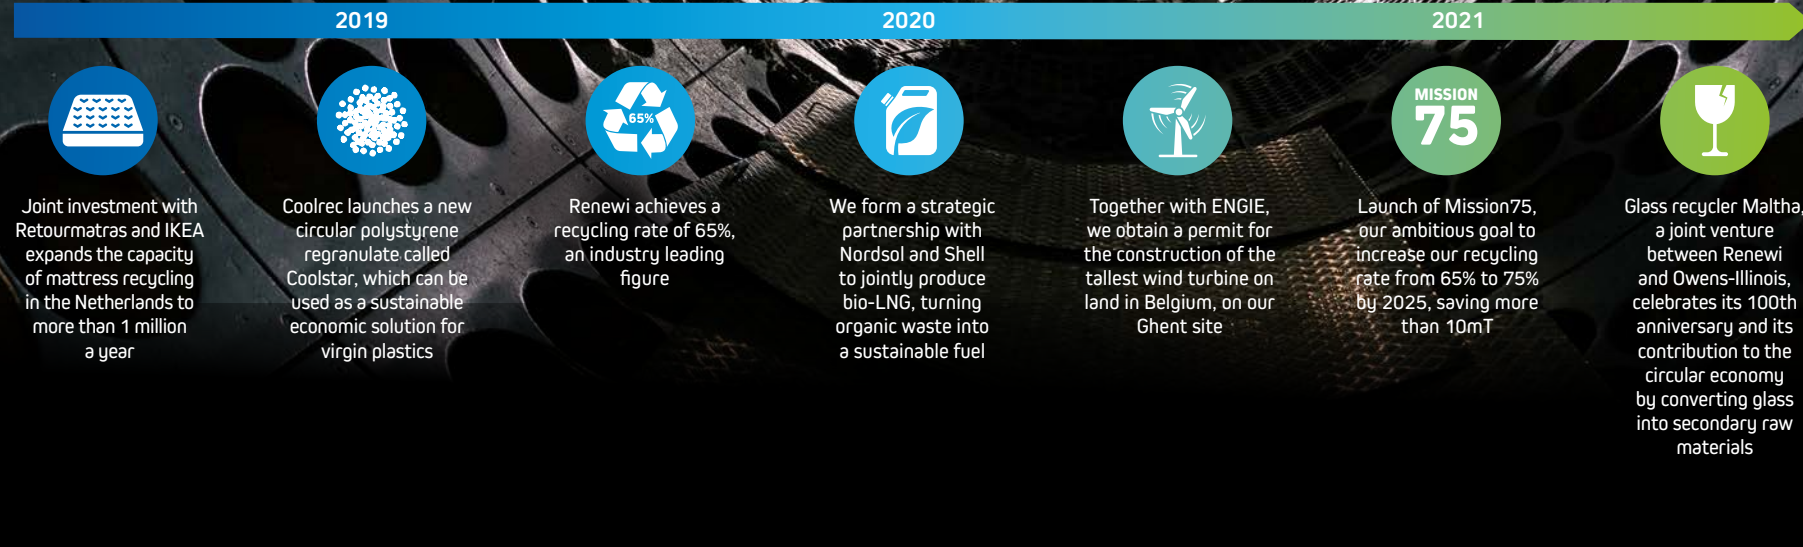 2019
2020
2021
Joint investment with
Retourmatras and IKEA
expands the capacity
of mattress recycling
in the Netherlands to
more than 1 million
a year
Coolrec launches a new
circular polystyrene
regranulate called
Coolstar, which can be
used as a sustainable
economic solution for
virgin plastics
65%
Renewi achieves a
recycling rate of 65%,
an industry leading
figure
We form a strategic
partnership with
Nordsol and Shell
to jointly produce
bio-LNG, turning
organic waste into
a sustainable fuel
Together with ENGIE,
we obtain a permit for
the construction of the
tallest wind turbine on
land in Belgium, on our
Ghent site
MISSION
75
Launch of Mission75,
our ambitious goal to
increase our recycling
rate from 65% to 75%
by 2025, saving more
than 10mT
Glass recycler Maltha,
a joint venture
between Renewi
and Owens-Illinois,
celebrates its 100th
anniversary and its
contribution to the
circular economy
by converting glass
into secondary raw
materials